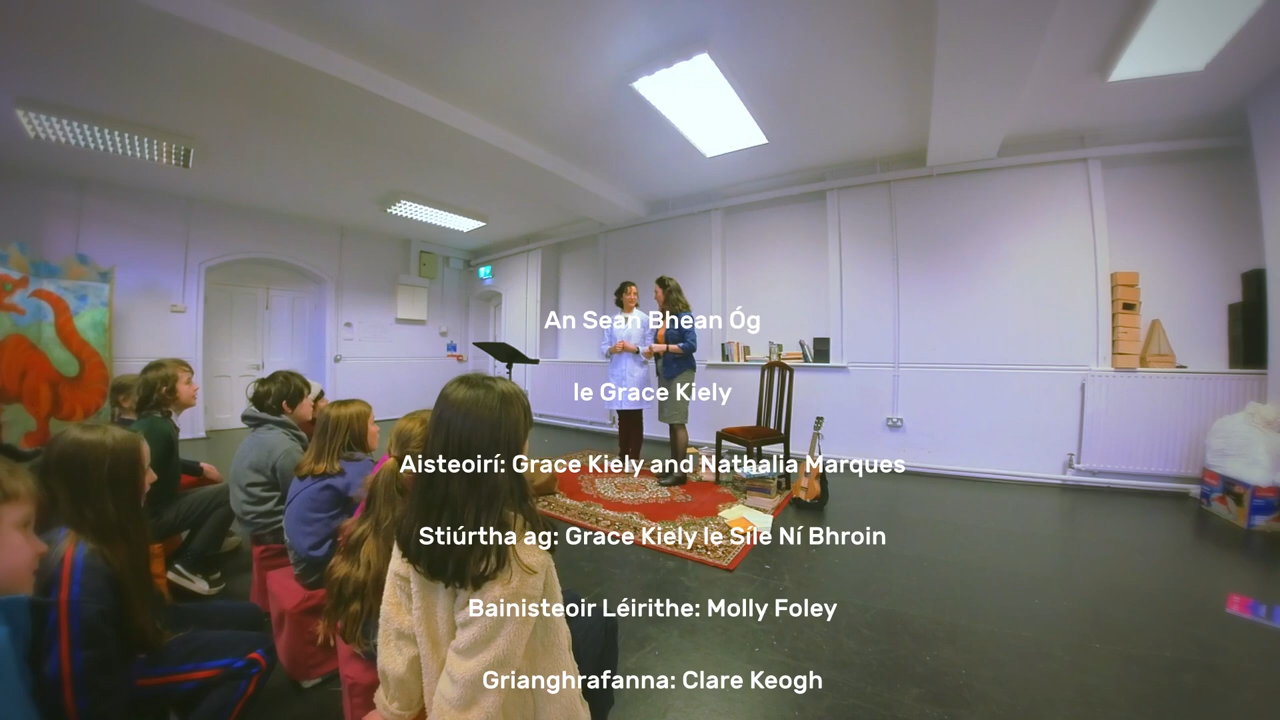 An Sean Bhean Óg
le Grace Kiely
Aisteoirí: Grace Kiely and Nathalia Marques
Stiúrtha ag: Grace Kiely le Síle Ní Bhroin
Bainisteoir Léirithe: Molly Foley
Grianghrafanna: Clare Keogh